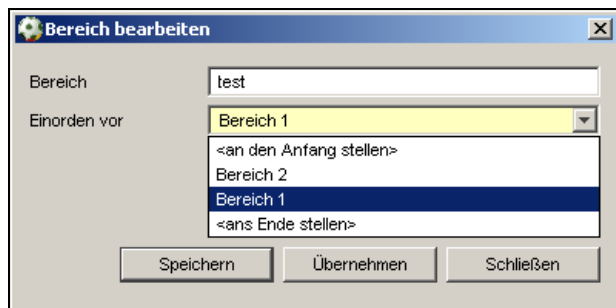 Bereich bearbeiten
Bereich test
Einorden vor Bereich 1
<an den Anfang stellen>
Bereich 2
Bereich 1
<ans Ende stellen>
Speichern Übernehmen Schließen